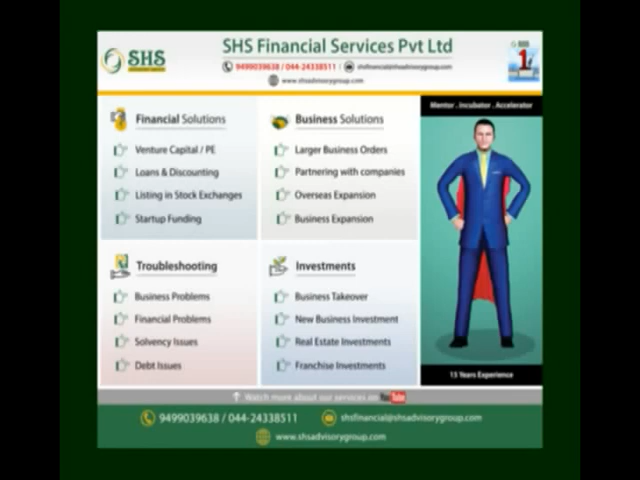 SHS
SHS Financial Services Pvt Ltd
9499039638 / 044-24338511 | shsfinancial@shsadvisorygroup.com
www.shsadvisorygroup.com
1
Financial Solutions
Venture Capital / PE
Loans & Discounting
Listing in Stock Exchanges
Startup Funding
Business Solutions
Larger Business Orders
Partnering with companies
Overseas Expansion
Business Expansion
Mentor . Incubator . Accelerator
Troubleshooting
Business Problems
Financial Problems
Solvency Issues
Debt Issues
Investments
Business Takeover
New Business Investment
Real Estate Investments
Franchise Investments
15 Years Experience
Watch more about our services on YouTube
9499039638 / 044-24338511 shsfinancial@shsadvisorygroup.com
www.shsadvisorygroup.com